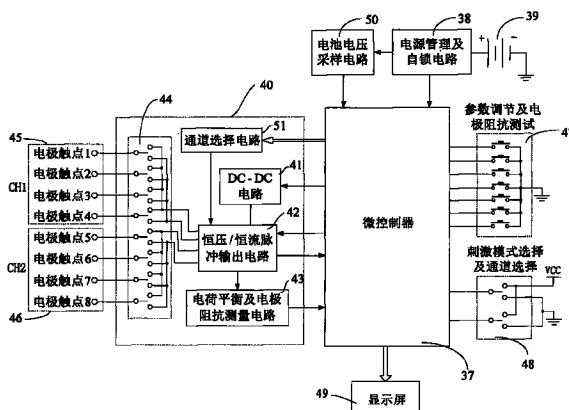 50
38
39
电池电压
采样电路
电源管理及
自锁电路
+
-
40
44
45
51
通道选择电路
41
DC-DC
电路
42
恒压/恒流脉
冲输出电路
43
电荷平衡及电极
阻抗测量电路
CH1
电极触点1
电极触点2
电极触点3
电极触点4
CH2
电极触点5
电极触点6
电极触点7
电极触点8
46
微控制器
37
参数调节及电
极阻抗测试
刺激模式选择
及通道选择
VCC
48
49
显示屏